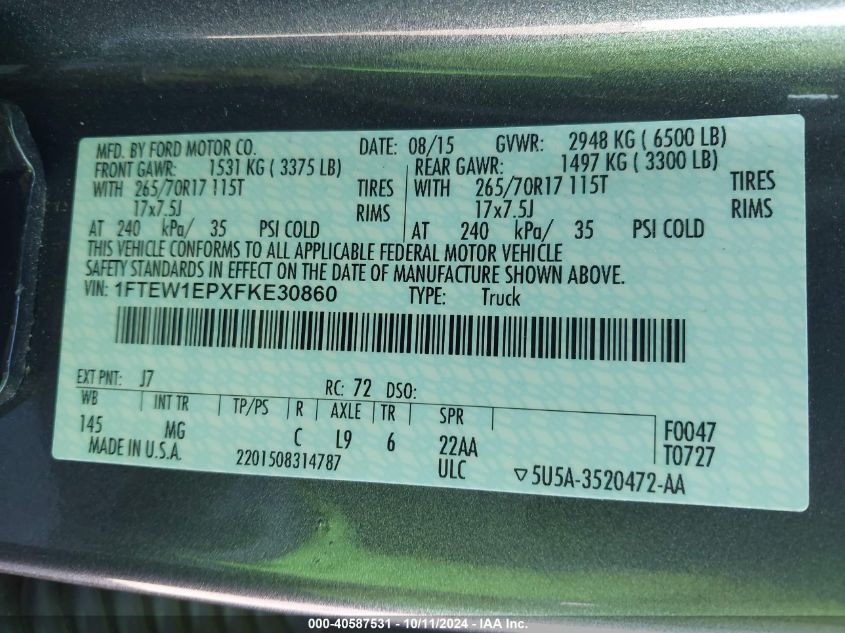 MFD. BY FORD MOTOR CO. DATE: 08/15 GVWR: 2948 KG ( 6500 LB)
FRONT GAWR: 1531 KG ( 3375 LB) REAR GAWR: 1497 KG ( 3300 LB)
WITH 265/70R17 115T TIRES WITH 265/70R17 115T TIRES
17x7.5J RIMS 17x7.5J RIMS
AT 240 kPa/ 35 PSI COLD AT 240 kPa/ 35 PSI COLD
THIS VEHICLE CONFORMS TO ALL APPLICABLE FEDERAL MOTOR VEHICLE
SAFETY STANDARDS IN EFFECT ON THE DATE OF MANUFACTURE SHOWN ABOVE.
VIN: 1FTEW1EPXFKE30860 TYPE: Truck
EXT PNT: J7 RC: 72 DSO:
WB INT TR TP/PS R AXLE TR SPR
145 MG C L9 6 22AA F0047
MADE IN U.S.A. 2201508314787 ULC T0727
▽5U5A-3520472-AA
000-40587531 - 10/11/2024 - IAA Inc.